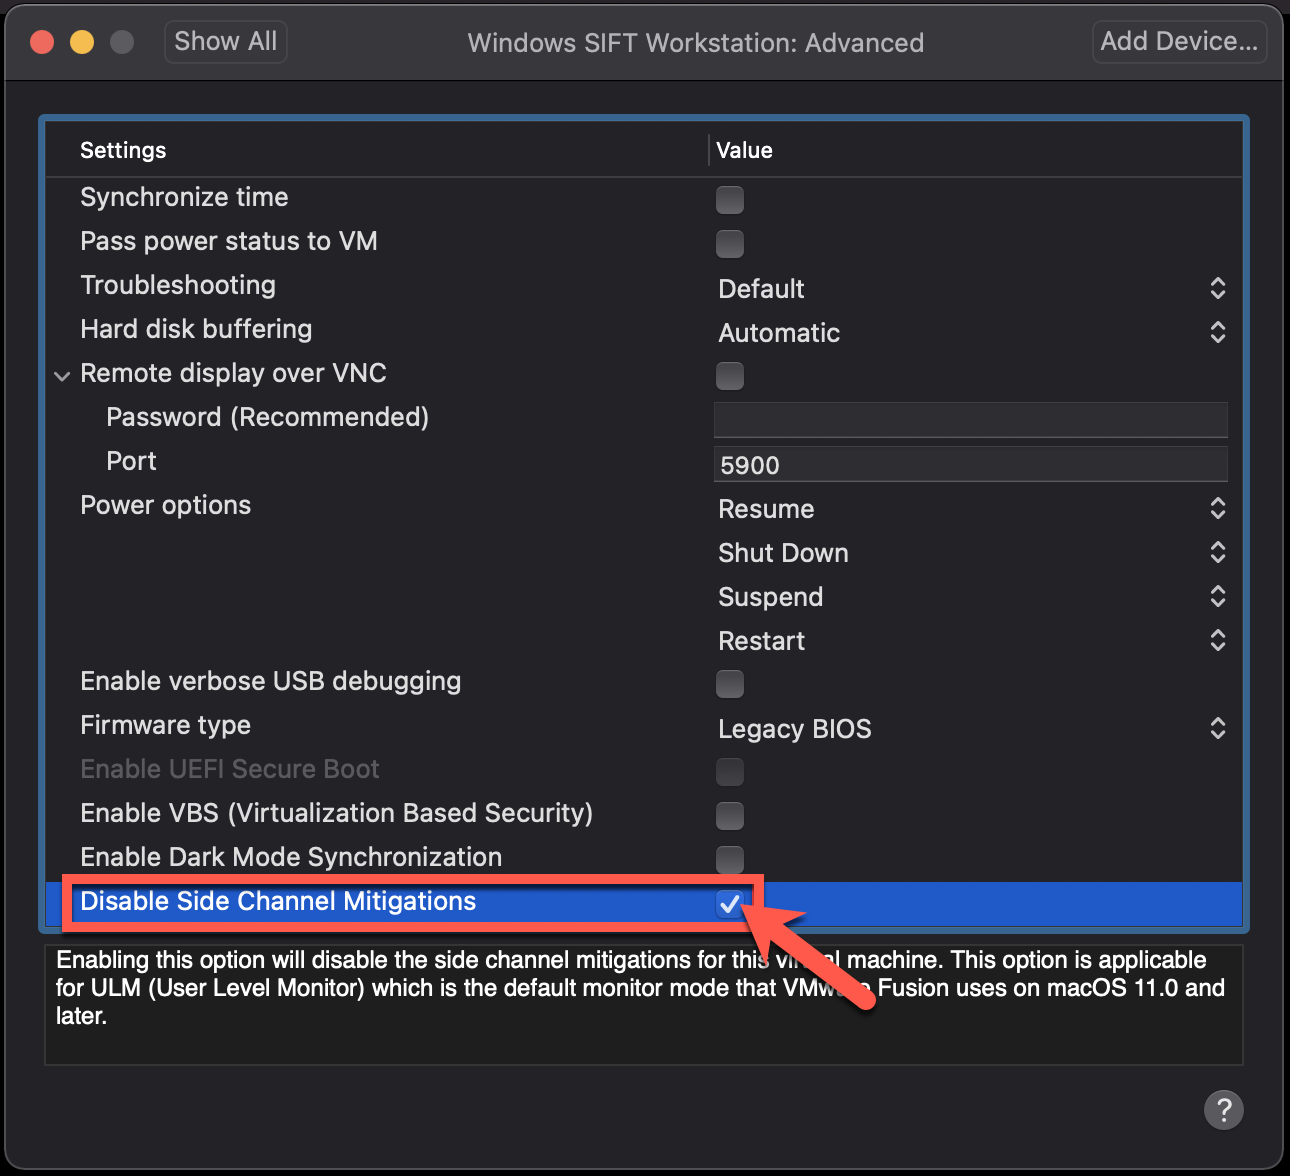 Show All
Windows SIFT Workstation: Advanced
Add Device...
Settings
Value
Synchronize time
Pass power status to VM
Troubleshooting
Default
Hard disk buffering
Automatic
Remote display over VNC
Password (Recommended)
Port
5900
Power options
Resume
Shut Down
Suspend
Restart
Enable verbose USB debugging
Firmware type
Legacy BIOS
Enable UEFI Secure Boot
Enable VBS (Virtualization Based Security)
Enable Dark Mode Synchronization
Disable Side Channel Mitigations
Enabling this option will disable the side channel mitigations for this virtual machine. This option is applicable
for ULM (User Level Monitor) which is the default monitor mode that VMware Fusion uses on macOS 11.0 and
later.
?